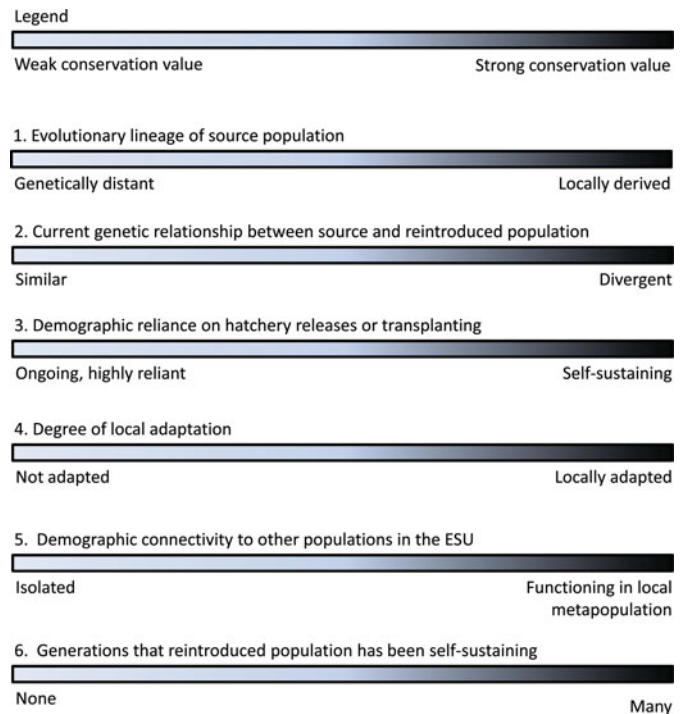 Legend
Weak conservation value Strong conservation value
1. Evolutionary lineage of source population
Genetically distant Locally derived
2. Current genetic relationship between source and reintroduced population
Similar Divergent
3. Demographic reliance on hatchery releases or transplanting
Ongoing, highly reliant Self-sustaining
4. Degree of local adaptation
Not adapted Locally adapted
5. Demographic connectivity to other populations in the ESU
Isolated Functioning in local
metapopulation
6. Generations that reintroduced population has been self-sustaining
None Many